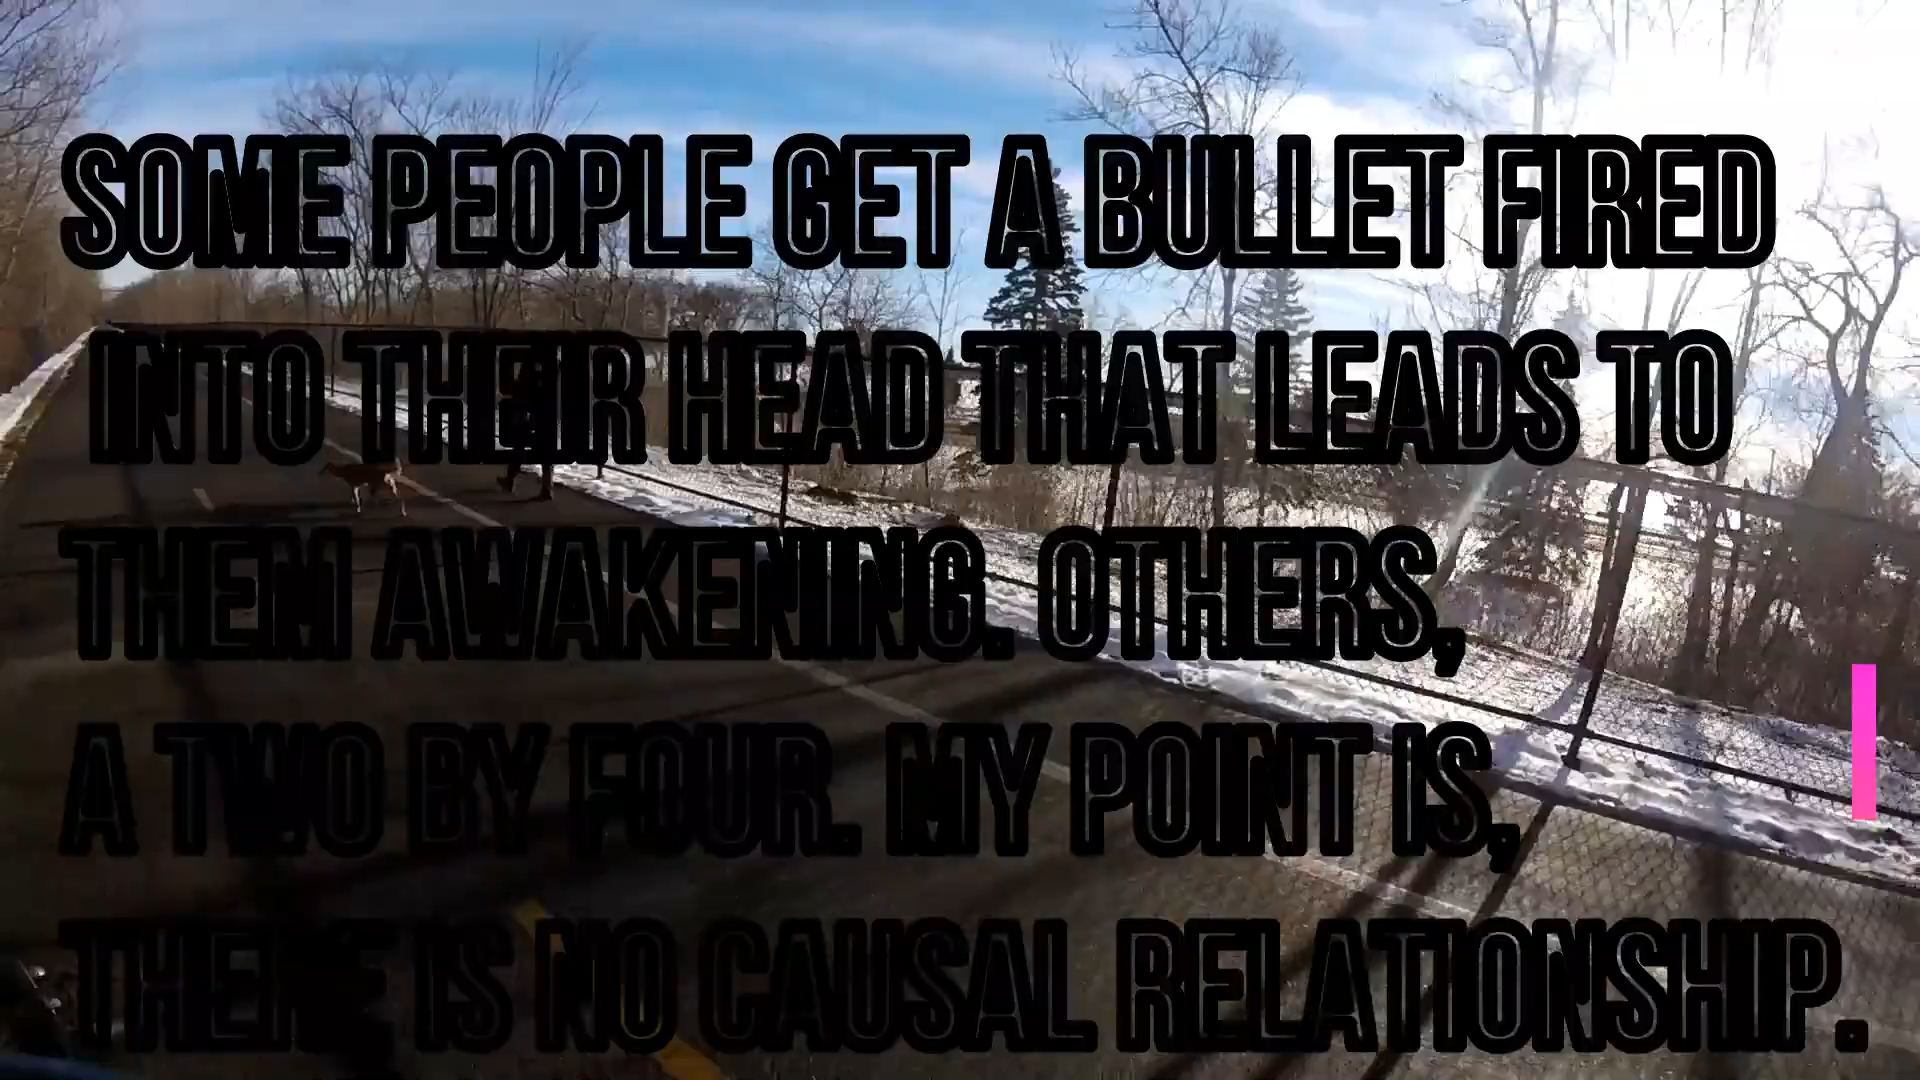 SOME PEOPLE GET A BULLET FIRED
INTO THEIR HEAD THAT LEADS TO
THEM AWAKENING. OTHERS,
A TWO BY FOUR. MY POINT IS,
THERE IS NO CAUSAL RELATIONSHIP.